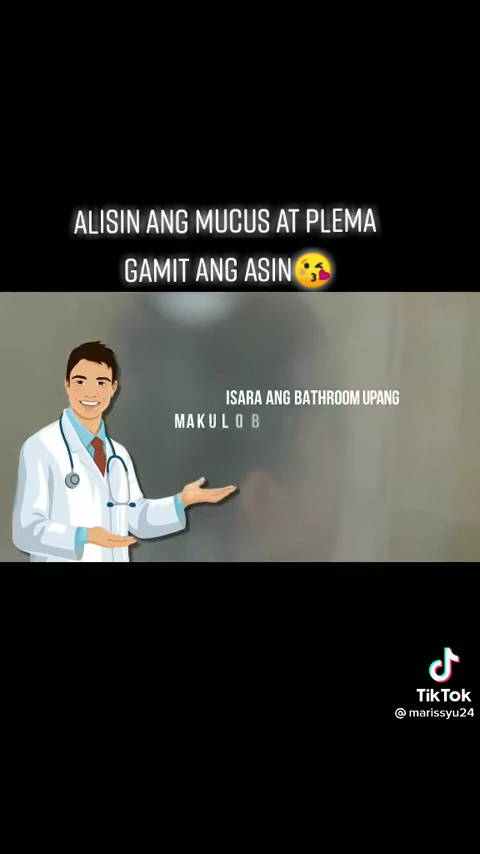 ALISIN ANG MUCUS AT PLEMA
GAMIT ANG ASIN😘
ISARA ANG BATHROOM UPANG
MAKULOB
TikTok
@marissyu24